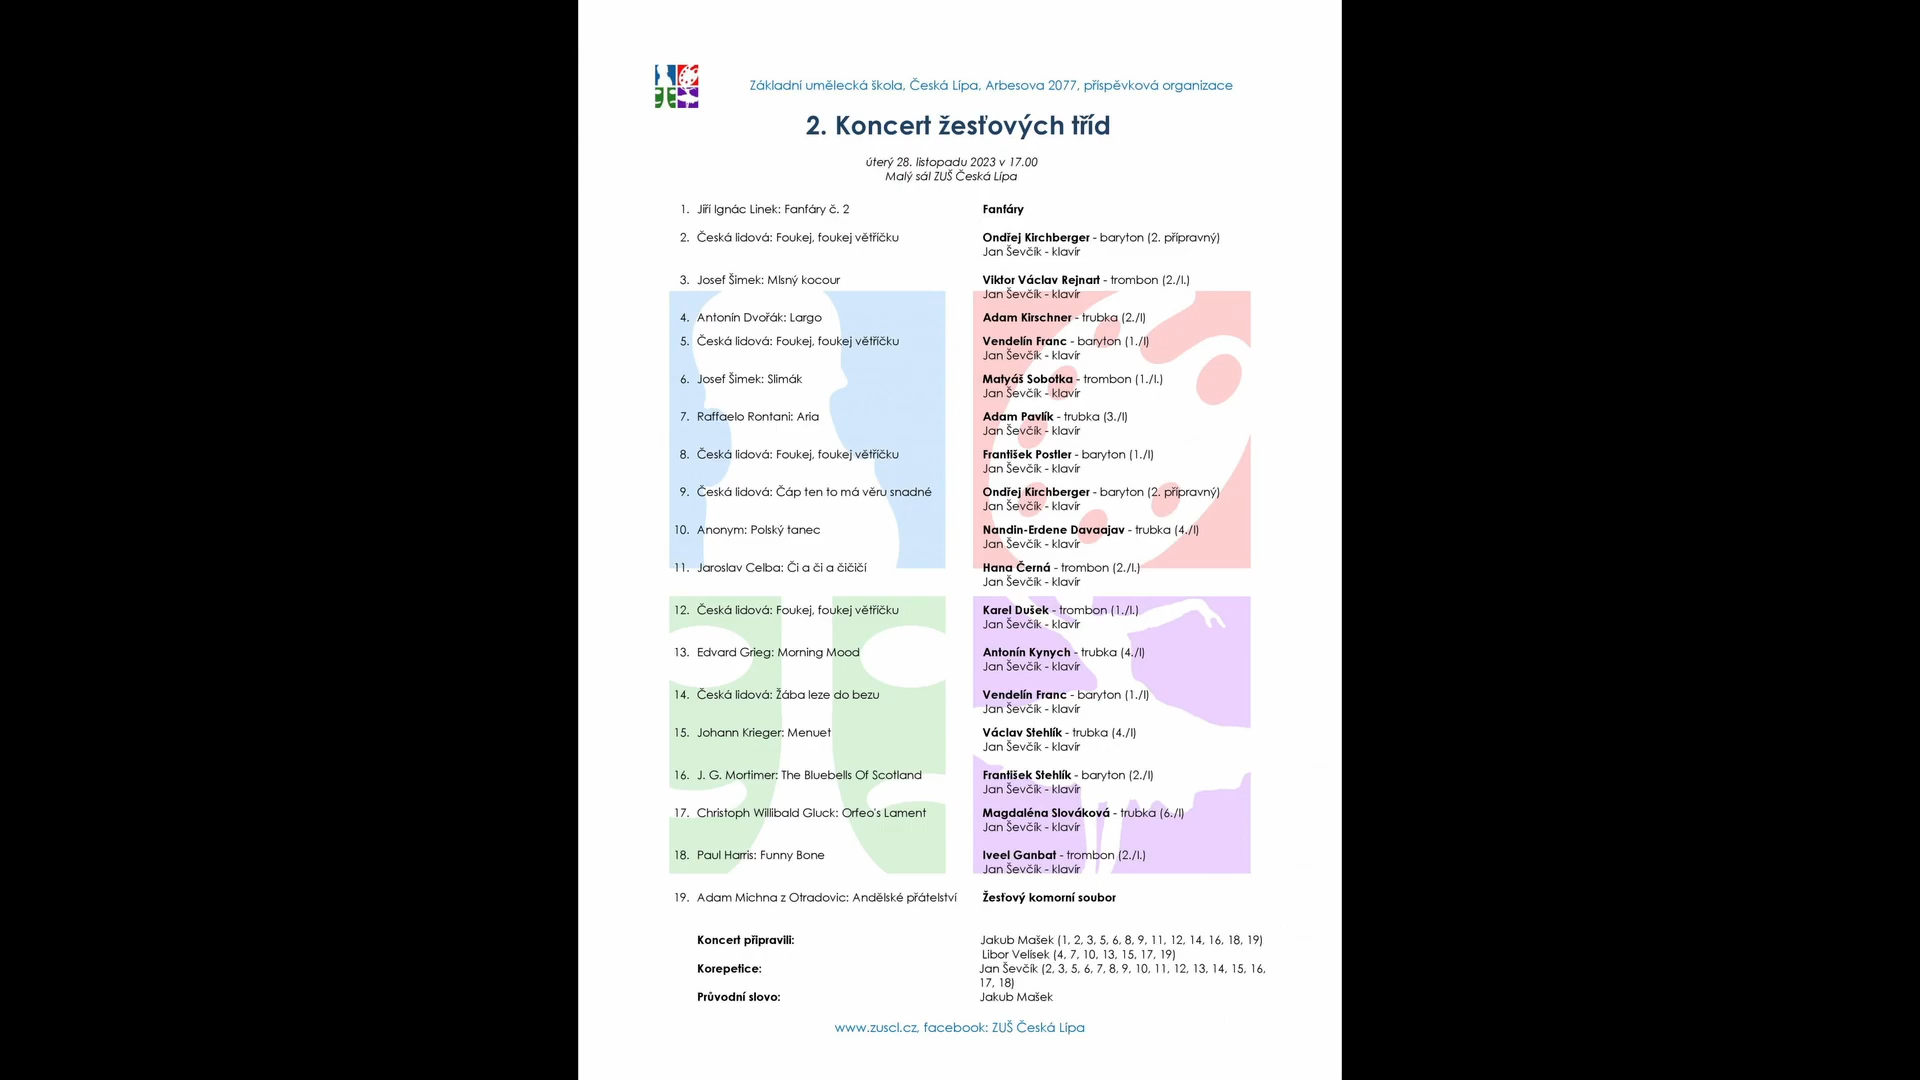 Základní umělecká škola, Česká Lípa, Arbesova 2077, příspěvková organizace
2. Koncert žesťových tříd
úterý 28. listopadu 2023 v 17.00
Malý sál ZUŠ Česká Lípa
1. Jiří Ignác Linek: Fanfáry č. 2 Fanfáry
2. Česká lidová: Foukej, foukej větříčku Ondřej Kirchberger - baryton (2. přípravný)
Jan Ševčík - klavír
3. Josef Šimek: Mlsný kocour Viktor Václav Rejnart - trombon (2./I.)
Jan Ševčík - klavír
4. Antonín Dvořák: Largo Adam Kirschner - trubka (2./I)
5. Česká lidová: Foukej, foukej větříčku Vendelín Franc - baryton (1./I)
Jan Ševčík - klavír
6. Josef Šimek: Slimák Matyáš Sobotka - trombon (1./I.)
Jan Ševčík - klavír
7. Raffaelo Rontani: Aria Adam Pavlík - trubka (3./I)
Jan Ševčík - klavír
8. Česká lidová: Foukej, foukej větříčku František Postler - baryton (1./I)
Jan Ševčík - klavír
9. Česká lidová: Čáp ten to má věru snadné Ondřej Kirchberger - baryton (2. přípravný)
Jan Ševčík - klavír
10. Anonym: Polský tanec Nandin-Erdene Davaajav - trubka (4./I)
Jan Ševčík - klavír
11. Jaroslav Celba: Či a či a čičičí Hana Černá - trombon (2./I.)
Jan Ševčík - klavír
12. Česká lidová: Foukej, foukej větříčku Karel Dušek - trombon (1./I.)
Jan Ševčík - klavír
13. Edvard Grieg: Morning Mood Antonín Kynych - trubka (4./I)
Jan Ševčík - klavír
14. Česká lidová: Žába leze do bezu Vendelín Franc - baryton (1./I)
Jan Ševčík - klavír
15. Johann Krieger: Menuet Václav Stehlík - trubka (4./I)
Jan Ševčík - klavír
16. J. G. Mortimer: The Bluebells Of Scotland František Stehlík - baryton (2./I)
Jan Ševčík - klavír
17. Christoph Willibald Gluck: Orfeo's Lament Magdaléna Slováková - trubka (6./I)
Jan Ševčík - klavír
18. Paul Harris: Funny Bone Iveel Ganbat - trombon (2./I.)
Jan Ševčík - klavír
19. Adam Michna z Otradovic: Andělské přátelství Žesťový komorní soubor
Koncert připravili: Jakub Mašek (1, 2, 3, 5, 6, 8, 9, 11, 12, 14, 16, 18, 19)
Libor Velísek (4, 7, 10, 13, 15, 17, 19)
Korepetice: Jan Ševčík (2, 3, 5, 6, 7, 8, 9, 10, 11, 12, 13, 14, 15, 16,
17, 18)
Průvodní slovo: Jakub Mašek
www.zuscl.cz, facebook: ZUŠ Česká Lípa